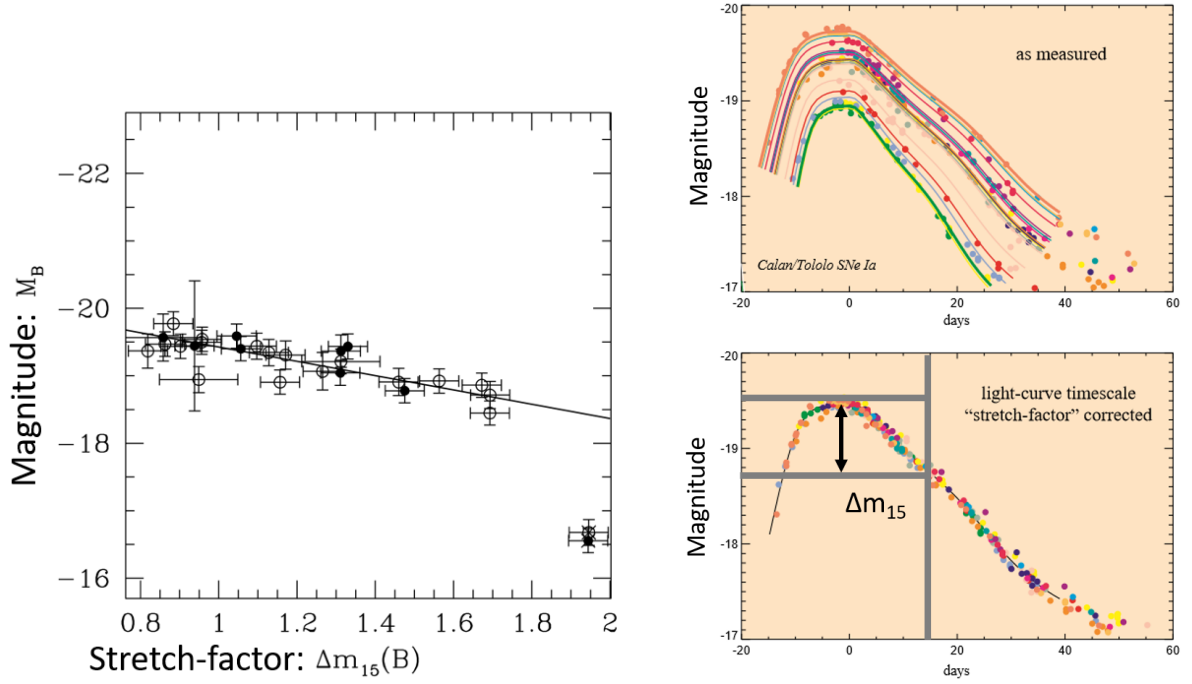 Magnitude: M_B
-22
-20
-18
-16
0.8 1 1.2 1.4 1.6 1.8 2
Stretch-factor: Δm₁₅(B)
Magnitude
-20
-19
-18
-17
as measured
Calan/Tololo SNe Ia
-20 0 20 40 60
days
Magnitude
-20
-19
-18
-17
light-curve timescale
“stretch-factor” corrected
Δm₁₅
-20 0 20 40 60
days